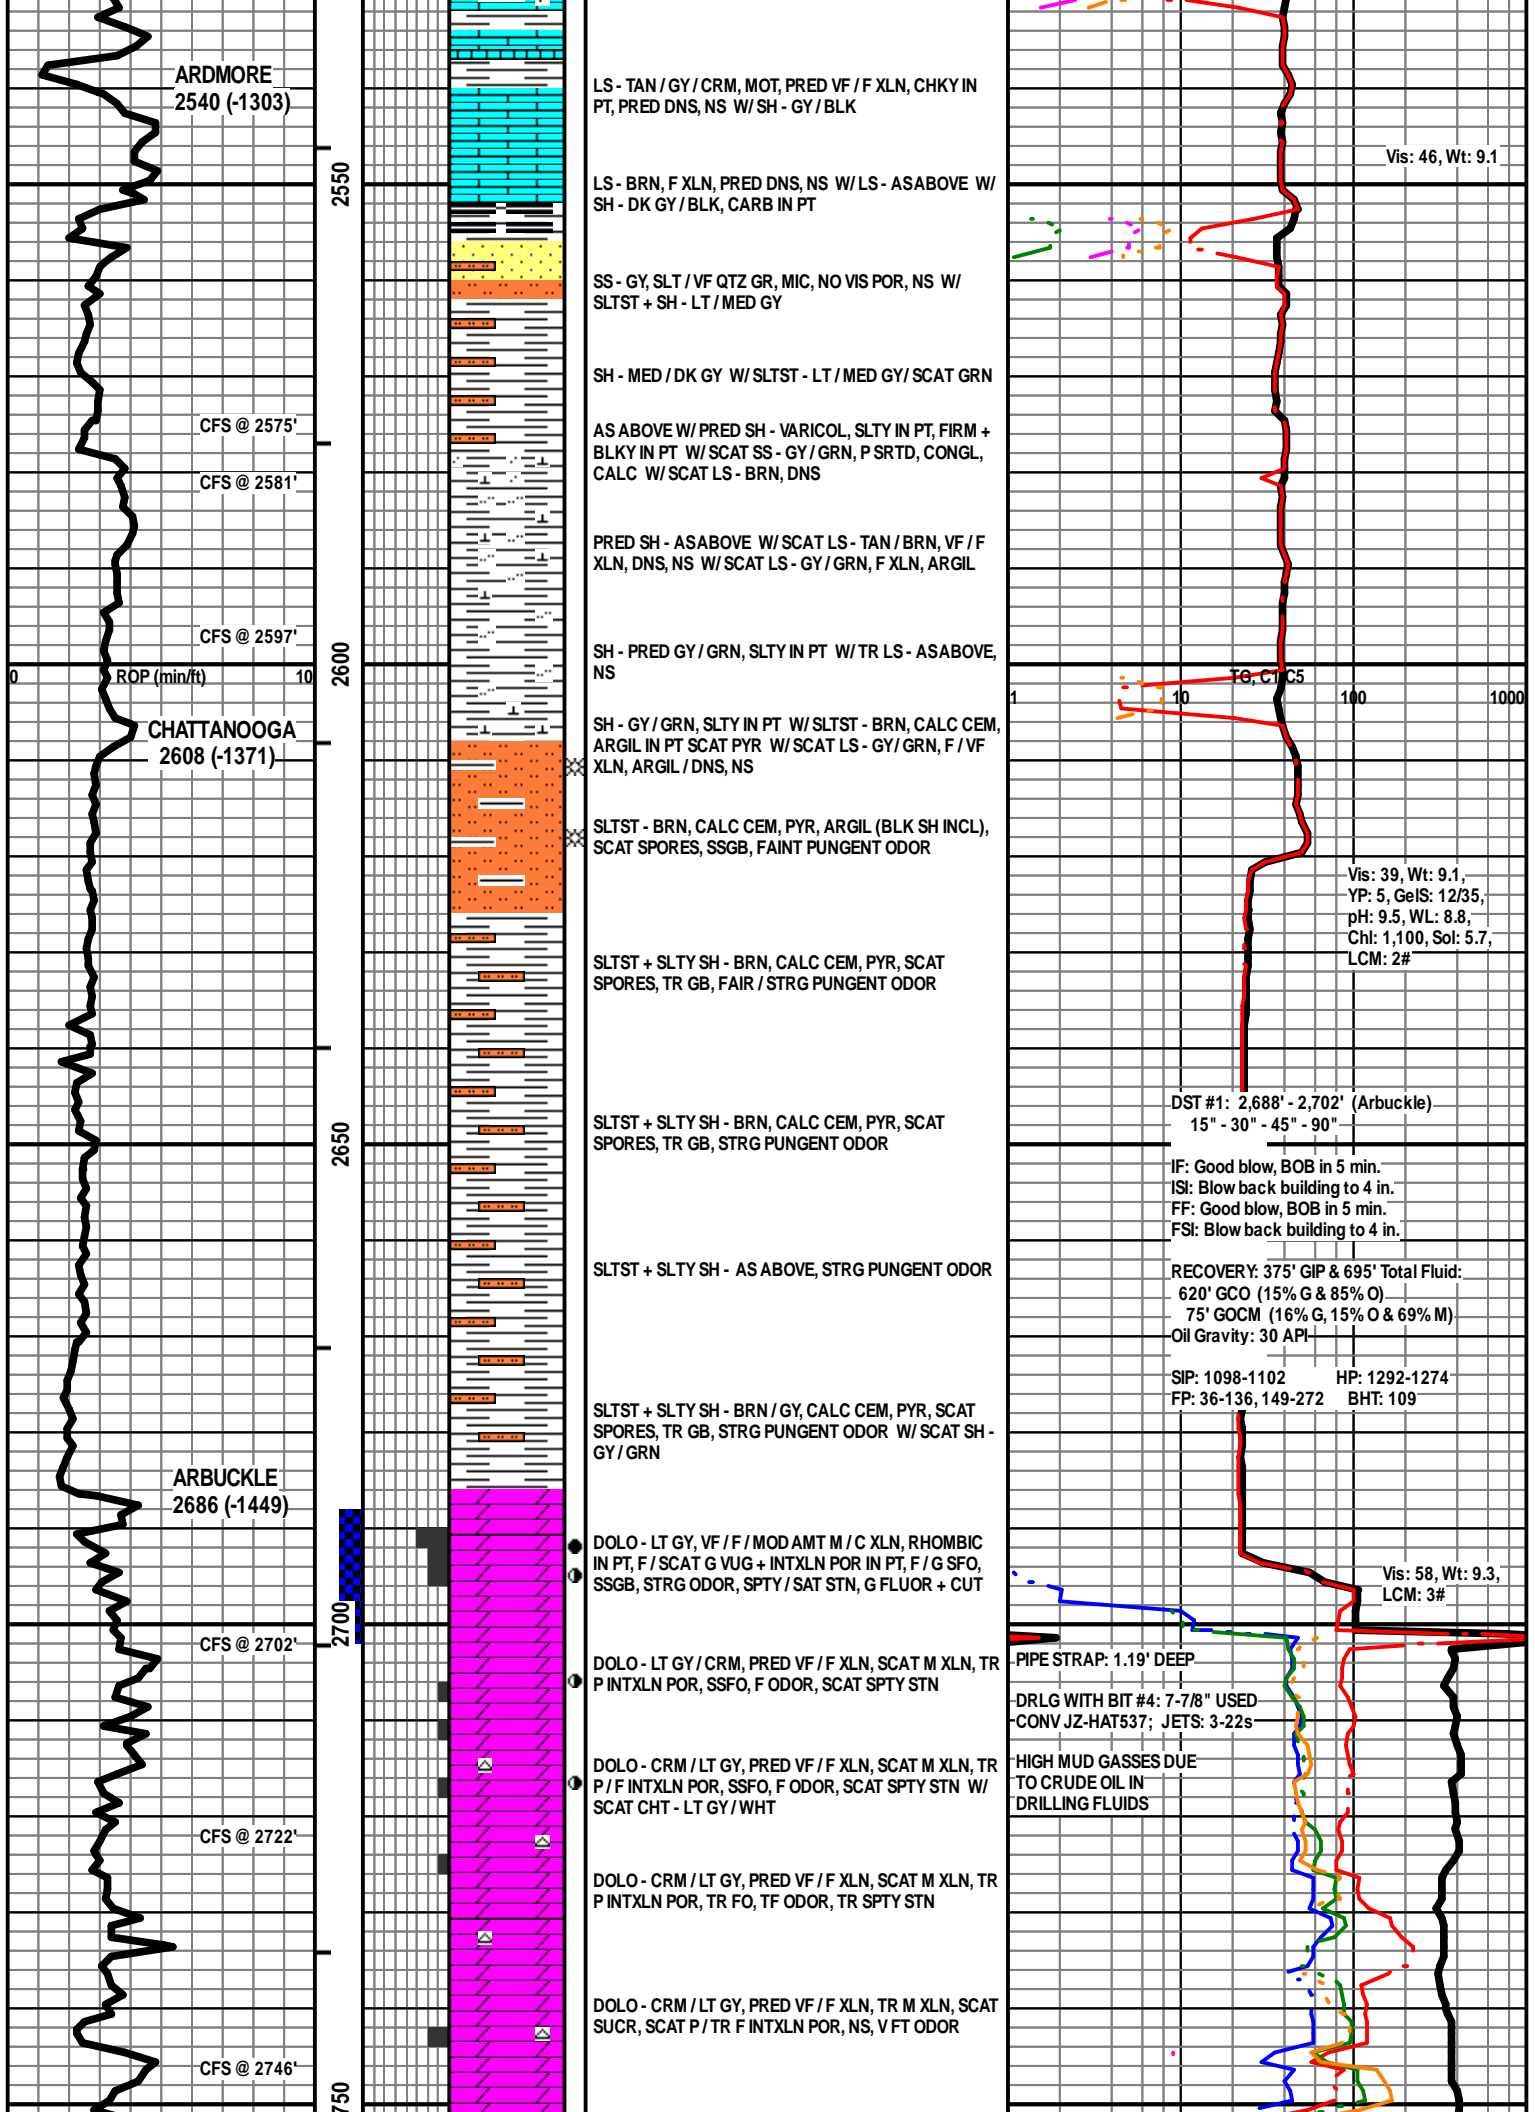 ARDMORE
2540 (-1303)
LS - TAN / GY / CRM, MOT, PRED VF / F XLN, CHKY IN
PT, PRED DNS, NS W/ SH - GY / BLK
Vis: 46, Wt: 9.1
2550
LS - BRN, F XLN, PRED DNS, NS W/ LS - AS ABOVE W/
SH - DK GY / BLK, CARB IN PT
SS - GY, SLT / VF QTZ GR, MIC, NO VIS POR, NS W/
SLTST + SH - LT / MED GY
SH - MED / DK GY W/ SLTST - LT / MED GY / SCAT GRN
CFS @ 2575'
AS ABOVE W/ PRED SH - VARICOL, SLTY IN PT, FIRM +
BLKY IN PT W/ SCAT SS - GY / GRN, P SRTD, CONGL,
CALC W/ SCAT LS - BRN, DNS
CFS @ 2581'
PRED SH - AS ABOVE W/ SCAT LS - TAN / BRN, VF / F
XLN, DNS, NS W/ SCAT LS - GY / GRN, F XLN, ARGIL
CFS @ 2597'
SH - PRED GY / GRN, SLTY IN PT W/ TR LS - AS ABOVE,
NS
0 ROP (min/ft) 10
2600
TG, C1 C5
1 10 100 1000
CHATTANOOGA
2608 (-1371)
SH - GY / GRN, SLTY IN PT W/ SLTST - BRN, CALC CEM,
ARGIL IN PT SCAT PYR W/ SCAT LS - GY / GRN, F / VF
XLN, ARGIL / DNS, NS
SLTST - BRN, CALC CEM, PYR, ARGIL (BLK SH INCL),
SCAT SPORES, SSGB, FAINT PUNGENT ODOR
Vis: 39, Wt: 9.1,
YP: 5, GelS: 12/35,
pH: 9.5, WL: 8.8,
Chl: 1,100, Sol: 5.7,
LCM: 2#
SLTST + SLTY SH - BRN, CALC CEM, PYR, SCAT
SPORES, TR GB, FAIR / STRG PUNGENT ODOR
DST #1: 2,688' - 2,702' (Arbuckle)
15" - 30" - 45" - 90"
2650
SLTST + SLTY SH - BRN, CALC CEM, PYR, SCAT
SPORES, TR GB, STRG PUNGENT ODOR
IF: Good blow, BOB in 5 min.
ISI: Blow back building to 4 in.
FF: Good blow, BOB in 5 min.
FSI: Blow back building to 4 in.
SLTST + SLTY SH - AS ABOVE, STRG PUNGENT ODOR
RECOVERY: 375' GIP & 695' Total Fluid:
620' GCO (15% G & 85% O)
75' GOCM (16% G, 15% O & 69% M)
Oil Gravity: 30 API
SIP: 1098-1102 HP: 1292-1274
FP: 36-136, 149-272 BHT: 109
SLTST + SLTY SH - BRN / GY, CALC CEM, PYR, SCAT
SPORES, TR GB, STRG PUNGENT ODOR W/ SCAT SH -
GY / GRN
ARBUCKLE
2686 (-1449)
DOLO - LT GY, VF / F / MOD AMT M / C XLN, RHOMBIC
IN PT, F / SCAT G VUG + INTXLN POR IN PT, F / G SFO,
SSGB, STRG ODOR, SPTY / SAT STN, G FLUOR + CUT
Vis: 58, Wt: 9.3,
LCM: 3#
2700
CFS @ 2702'
DOLO - LT GY / CRM, PRED VF / F XLN, SCAT M XLN, TR
P INTXLN POR, SSFO, F ODOR, SCAT SPTY STN
PIPE STRAP: 1.19' DEEP
DRLG WITH BIT #4: 7-7/8" USED
CONV JZ-HAT537; JETS: 3-22s
HIGH MUD GASSES DUE
TO CRUDE OIL IN
DRILLING FLUIDS
DOLO - CRM / LT GY, PRED VF / F XLN, SCAT M XLN, TR
P / F INTXLN POR, SSFO, F ODOR, SCAT SPTY STN W/
SCAT CHT - LT GY / WHT
CFS @ 2722'
DOLO - CRM / LT GY, PRED VF / F XLN, SCAT M XLN, TR
P INTXLN POR, TR FO, TF ODOR, TR SPTY STN
DOLO - CRM / LT GY, PRED VF / F XLN, TR M XLN, SCAT
SUCR, SCAT P / TR F INTXLN POR, NS, V FT ODOR
CFS @ 2746'
750